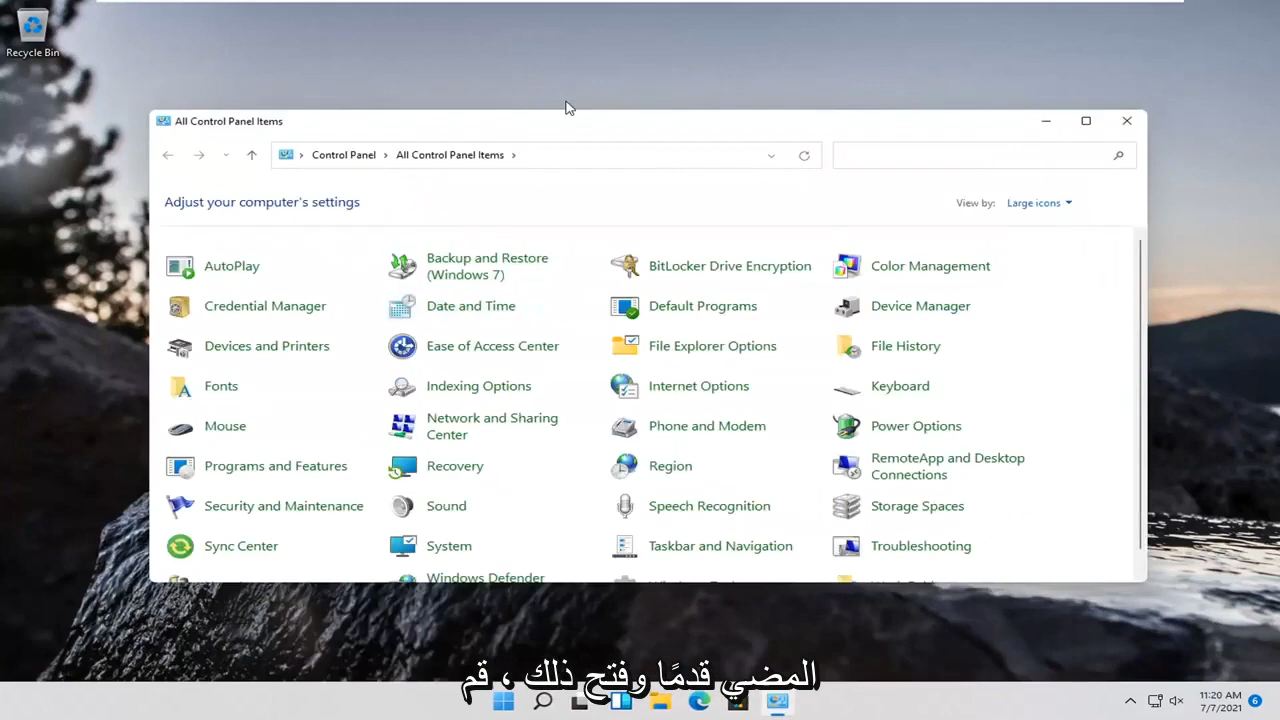 Recycle Bin
All Control Panel Items
Control Panel › All Control Panel Items ›
Adjust your computer's settings
View by: Large icons
AutoPlay
Backup and Restore
(Windows 7)
BitLocker Drive Encryption
Color Management
Credential Manager
Date and Time
Default Programs
Device Manager
Devices and Printers
Ease of Access Center
File Explorer Options
File History
Fonts
Indexing Options
Internet Options
Keyboard
Mouse
Network and Sharing
Center
Phone and Modem
Power Options
Programs and Features
Recovery
Region
RemoteApp and Desktop
Connections
Security and Maintenance
Sound
Speech Recognition
Storage Spaces
Sync Center
System
Taskbar and Navigation
Troubleshooting
Windows Defender
المضي قدمًا وفتح ذلك ، قم
11:20 AM
7/7/2021
6